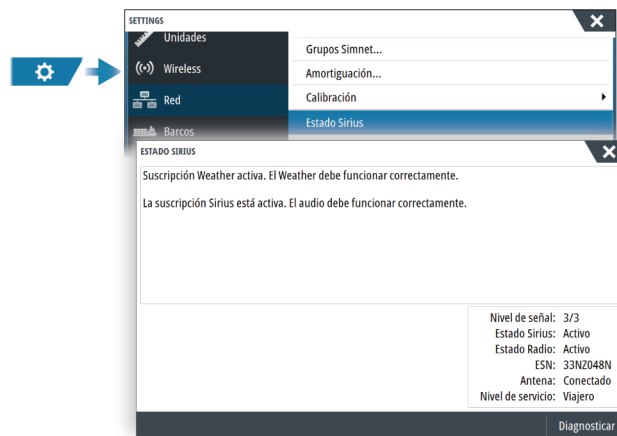 SETTINGS
Unidades
Wireless
Red
Barcos
Grupos Simnet...
Amortiguación...
Calibración
Estado Sirius
ESTADO SIRIUS
Suscripción Weather activa. El Weather debe funcionar correctamente.
La suscripción Sirius está activa. El audio debe funcionar correctamente.
Nivel de señal: 3/3
Estado Sirius: Activo
Estado Radio: Activo
ESN: 33NZ048N
Antena: Conectado
Nivel de servicio: Viajero
Diagnosticar